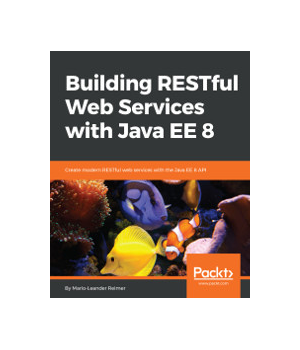 Building RESTful
Web Services
with Java EE 8
Create modern RESTful web services with the Java EE 8 API
By Mario-Leander Reimer
Packt>
www.packt.com